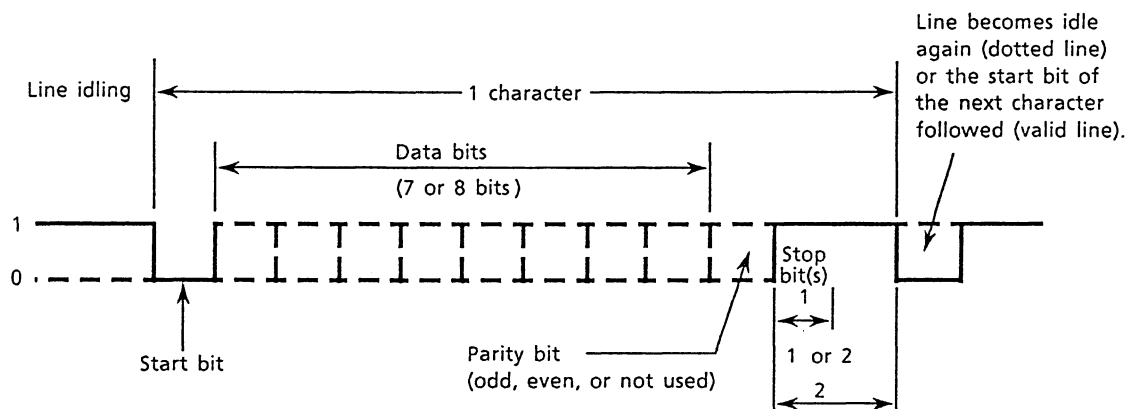 Line becomes idle
again (dotted line)
or the start bit of
the next character
followed (valid line).
Line idling
1 character
Data bits
(7 or 8 bits)
1
0
Stop
bit(s)
1
1 or 2
2
Start bit
Parity bit
(odd, even, or not used)